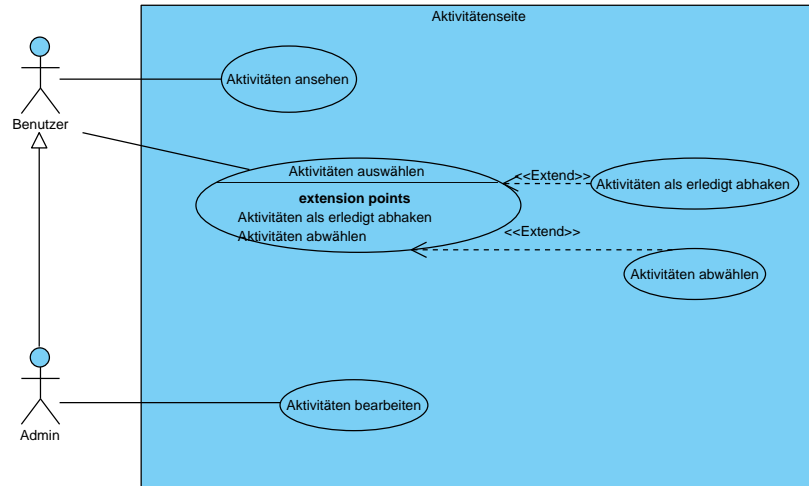 Aktivitätenseite
Aktivitäten ansehen
Benutzer
Aktivitäten auswählen
<<Extend>>
Aktivitäten als erledigt abhaken
extension points
Aktivitäten als erledigt abhaken
Aktivitäten abwählen
<<Extend>>
Aktivitäten abwählen
Aktivitäten bearbeiten
Admin